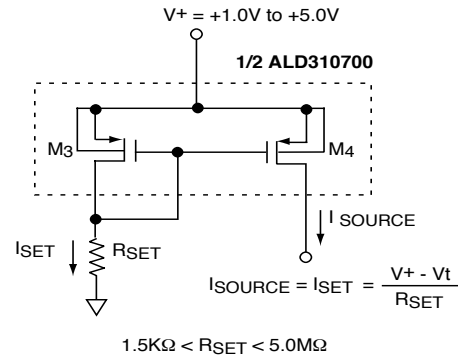 V+ = +1.0V to +5.0V
1/2 ALD310700
M3
M4
ISET
RSET
I SOURCE
ISOURCE = ISET = V+ - Vt / RSET
1.5KΩ < RSET < 5.0MΩ